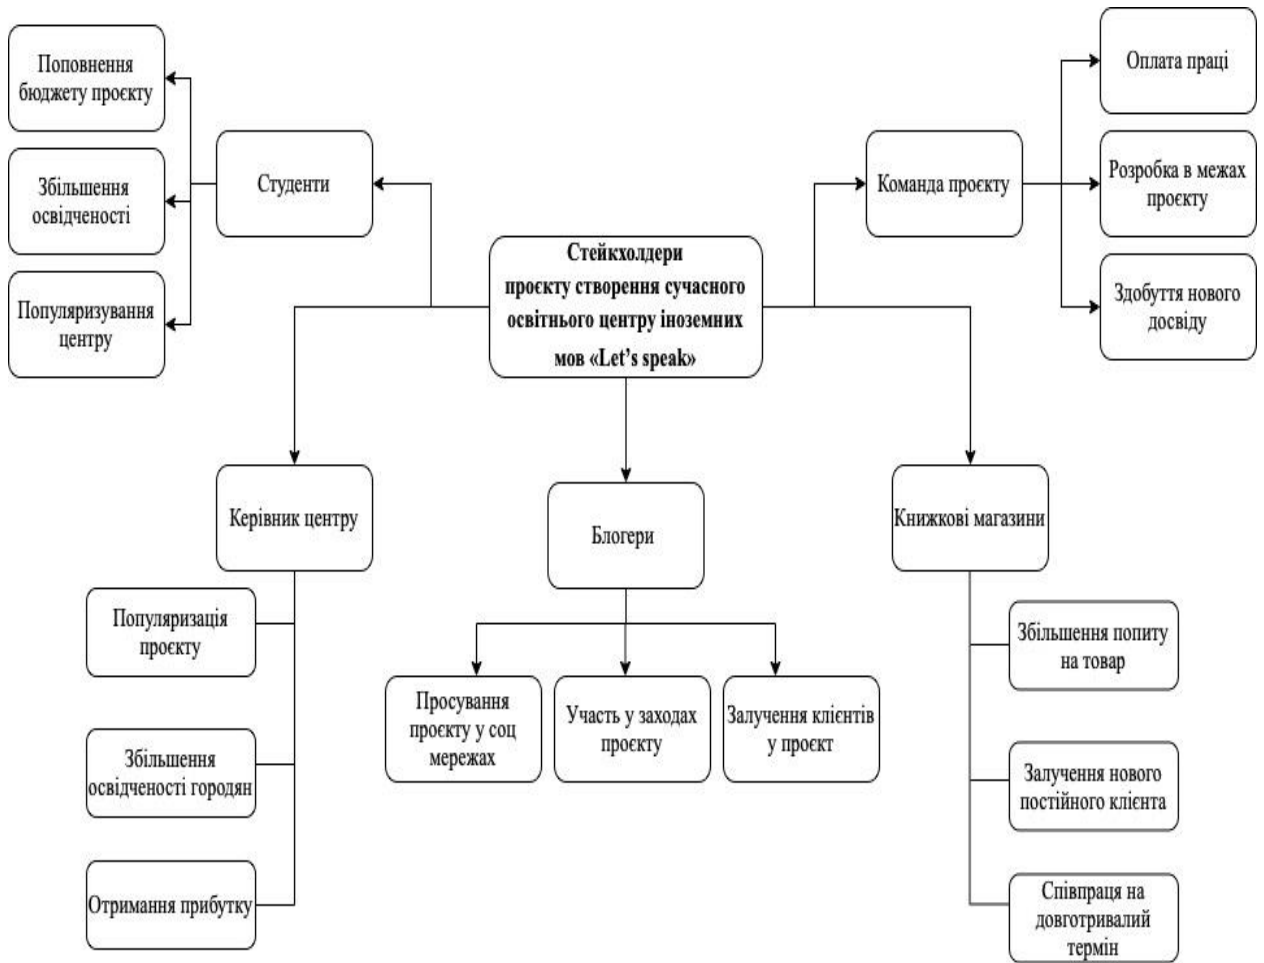 Поповнення
бюджету проєкту
Збільшення
освідченості
Популяризування
центру
Студенти
Стейкхолдери
проєкту створення сучасного
освітнього центру іноземних
мов «Let’s speak»
Команда проєкту
Оплата праці
Розробка в межах
проєкту
Здобуття нового
досвіду
Керівник центру
Популяризація
проєкту
Збільшення
освідченості городян
Отримання прибутку
Блогери
Просування
проєкту у соц
мережах
Участь у заходах
проєкту
Залучення клієнтів
у проєкт
Книжкові магазини
Збільшення попиту
на товар
Залучення нового
постійного клієнта
Співпраця на
довготривалий
термін